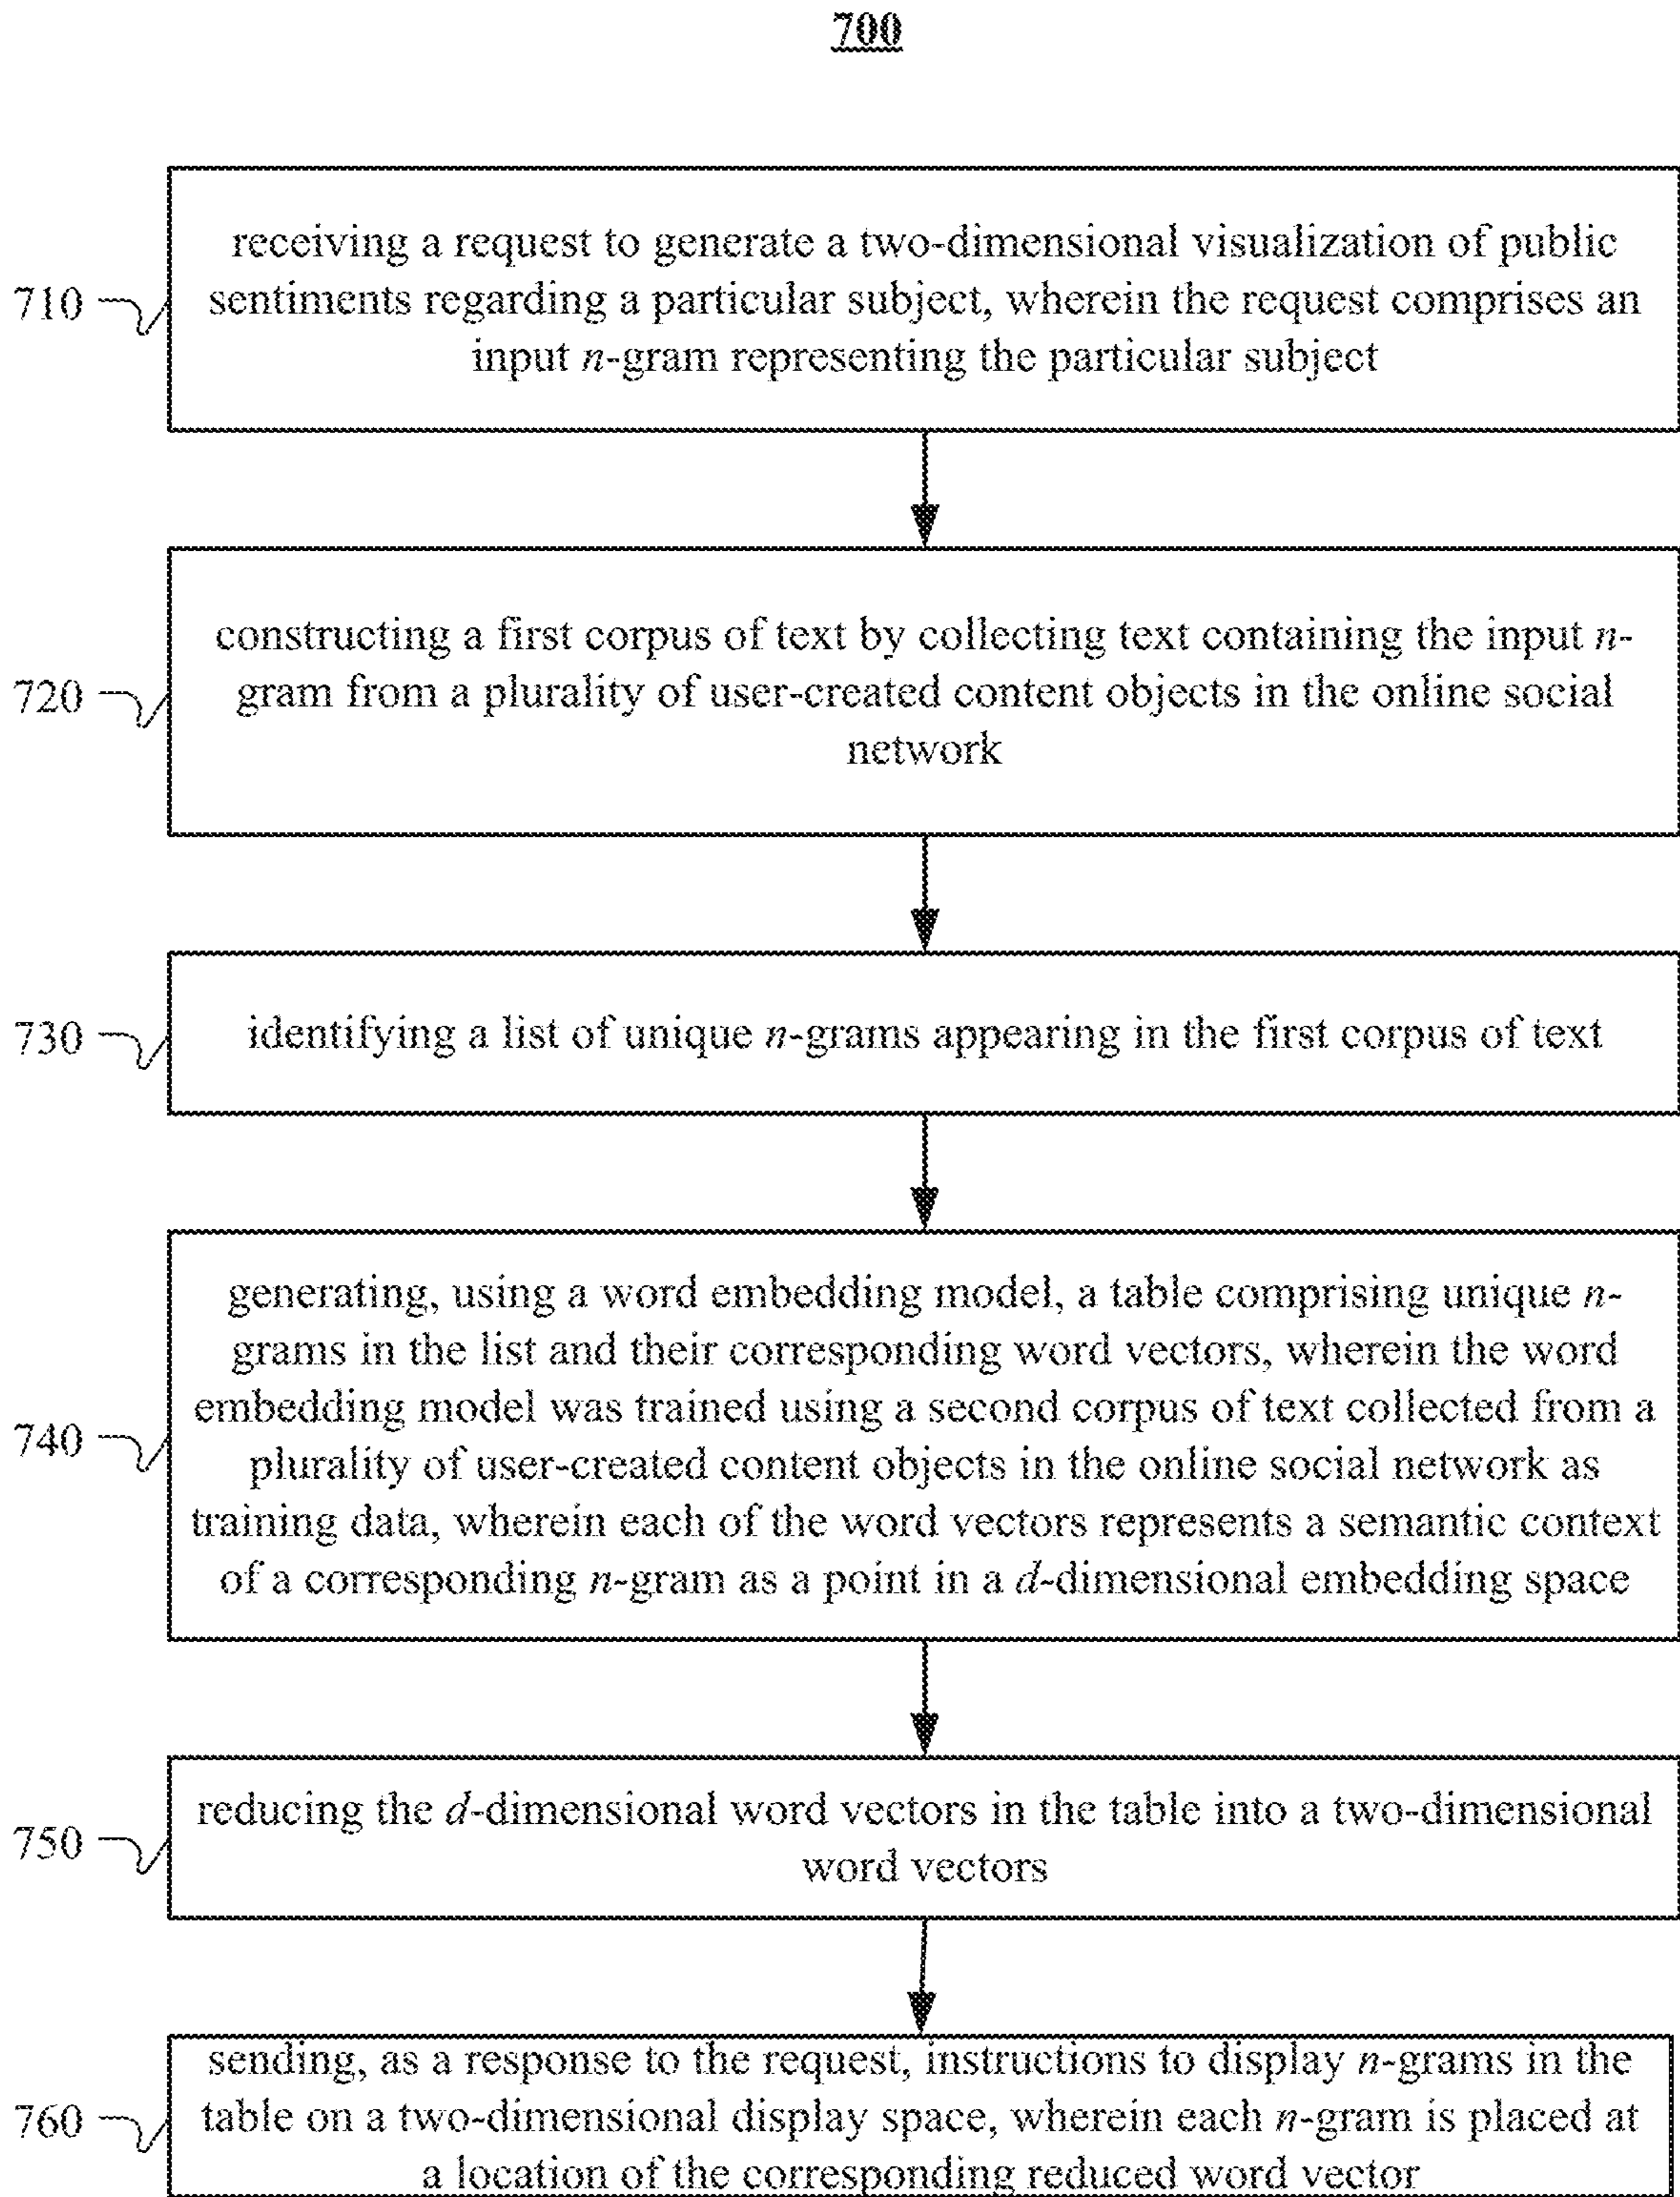 700
receiving a request to generate a two-dimensional visualization of public
sentiments regarding a particular subject, wherein the request comprises an
input n-gram representing the particular subject
710
constructing a first corpus of text by collecting text containing the input n-
gram from a plurality of user-created content objects in the online social
network
720
identifying a list of unique n-grams appearing in the first corpus of text
730
generating, using a word embedding model, a table comprising unique n-
grams in the list and their corresponding word vectors, wherein the word
embedding model was trained using a second corpus of text collected from a
plurality of user-created content objects in the online social network as
training data, wherein each of the word vectors represents a semantic context
of a corresponding n-gram as a point in a d-dimensional embedding space
740
reducing the d-dimensional word vectors in the table into a two-dimensional
word vectors
750
sending, as a response to the request, instructions to display n-grams in the
table on a two-dimensional display space, wherein each n-gram is placed at
a location of the corresponding reduced word vector
760